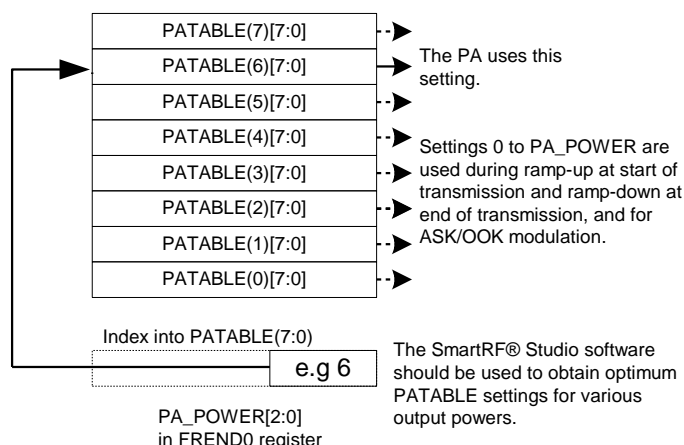 PATABLE(7)[7:0]
PATABLE(6)[7:0]
The PA uses this
setting.
PATABLE(5)[7:0]
PATABLE(4)[7:0]
PATABLE(3)[7:0]
PATABLE(2)[7:0]
PATABLE(1)[7:0]
PATABLE(0)[7:0]
Settings 0 to PA_POWER are
used during ramp-up at start of
transmission and ramp-down at
end of transmission, and for
ASK/OOK modulation.
Index into PATABLE(7:0)
e.g 6
The SmartRF® Studio software
should be used to obtain optimum
PATABLE settings for various
output powers.
PA_POWER[2:0]
in FREND0 register